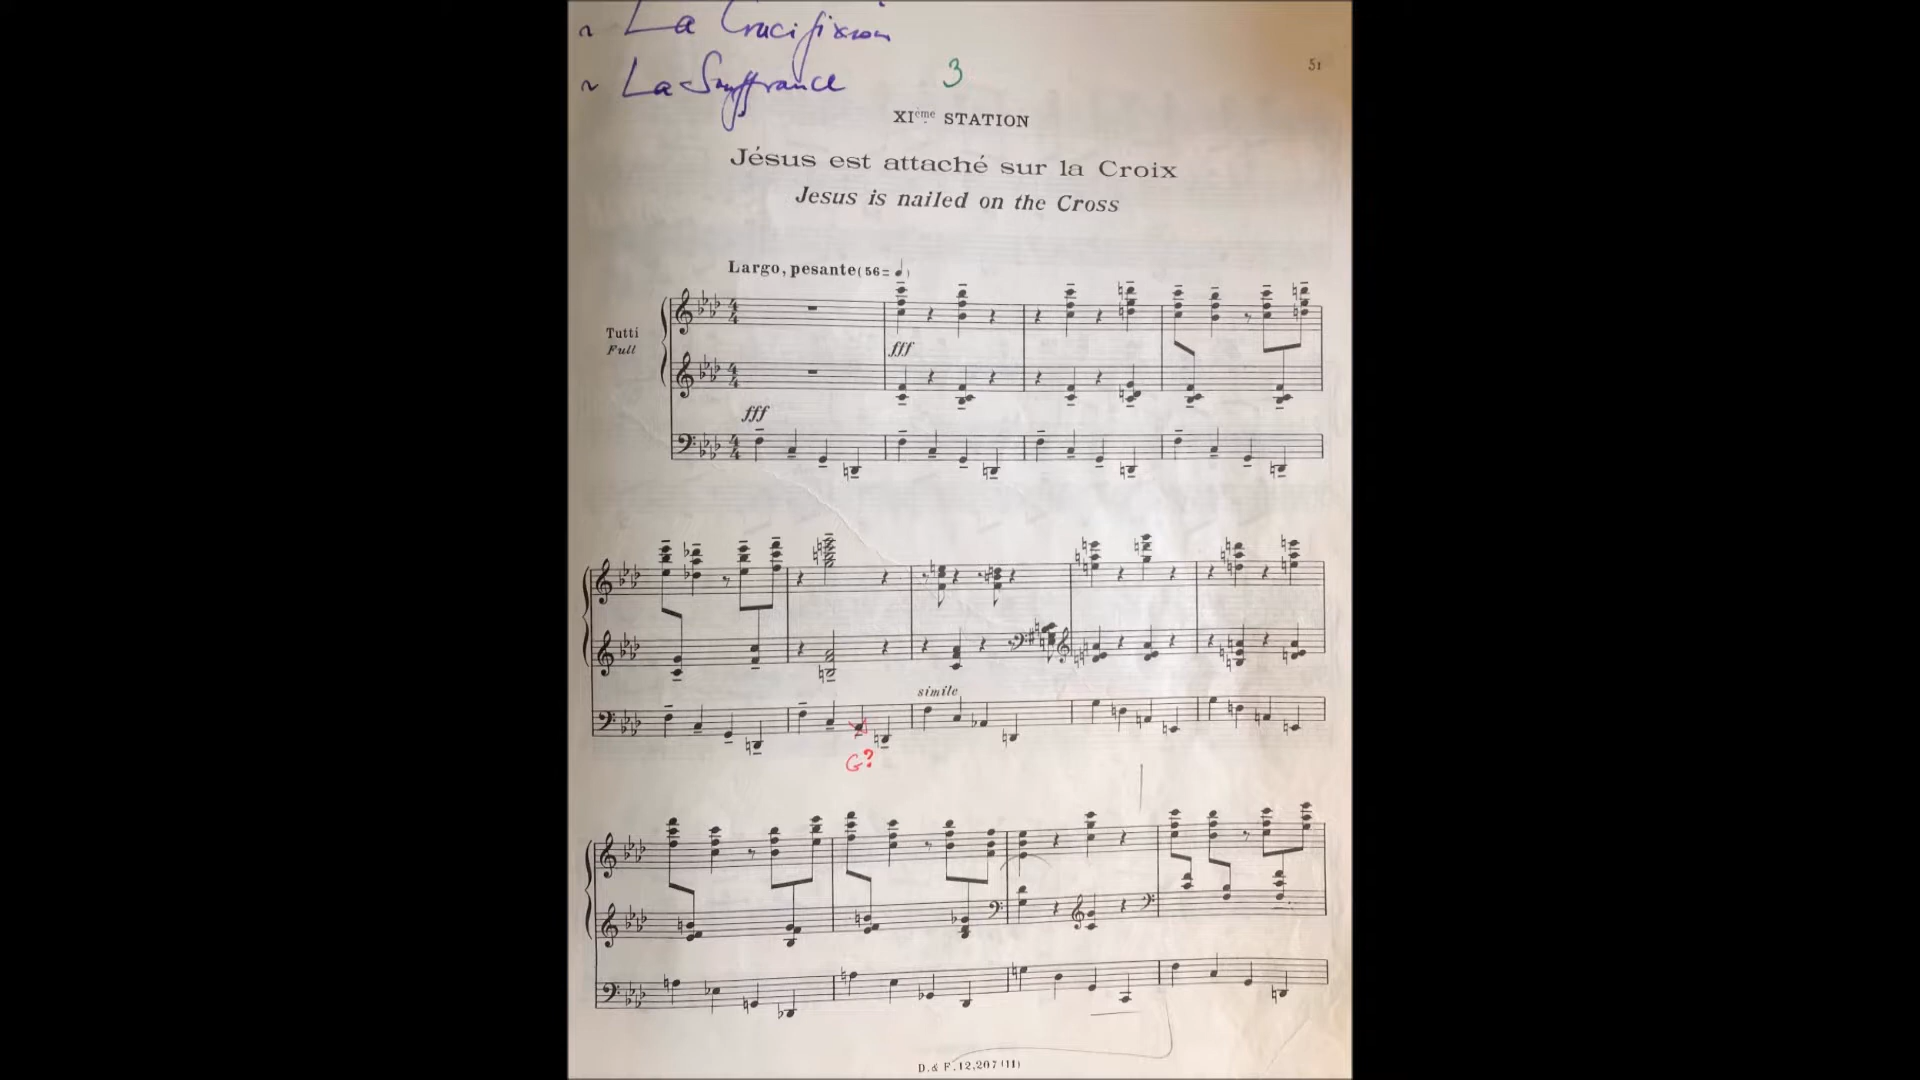 ~ La Crucifixion
~ La Souffrance
3
51
XIème STATION
Jésus est attaché sur la Croix
Jesus is nailed on the Cross
Largo, pesante (56=♩)
Tutti
Full
fff
fff
simile
G?
D. & F. 12,207 (11)